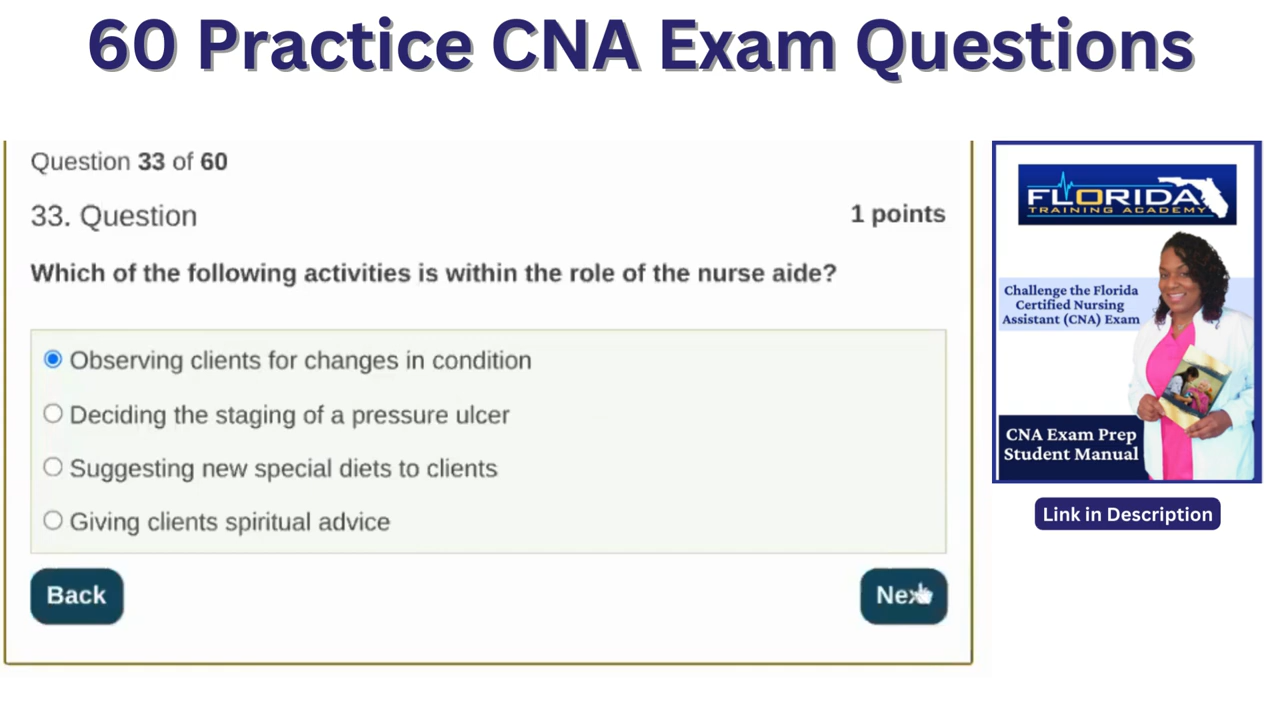 60 Practice CNA Exam Questions
Question 33 of 60
33. Question
1 points
Which of the following activities is within the role of the nurse aide?
Observing clients for changes in condition
Deciding the staging of a pressure ulcer
Suggesting new special diets to clients
Giving clients spiritual advice
Back
Next
FLORIDA
TRAINING ACADEMY
Challenge the Florida
Certified Nursing
Assistant (CNA) Exam
CNA Exam Prep
Student Manual
Link in Description